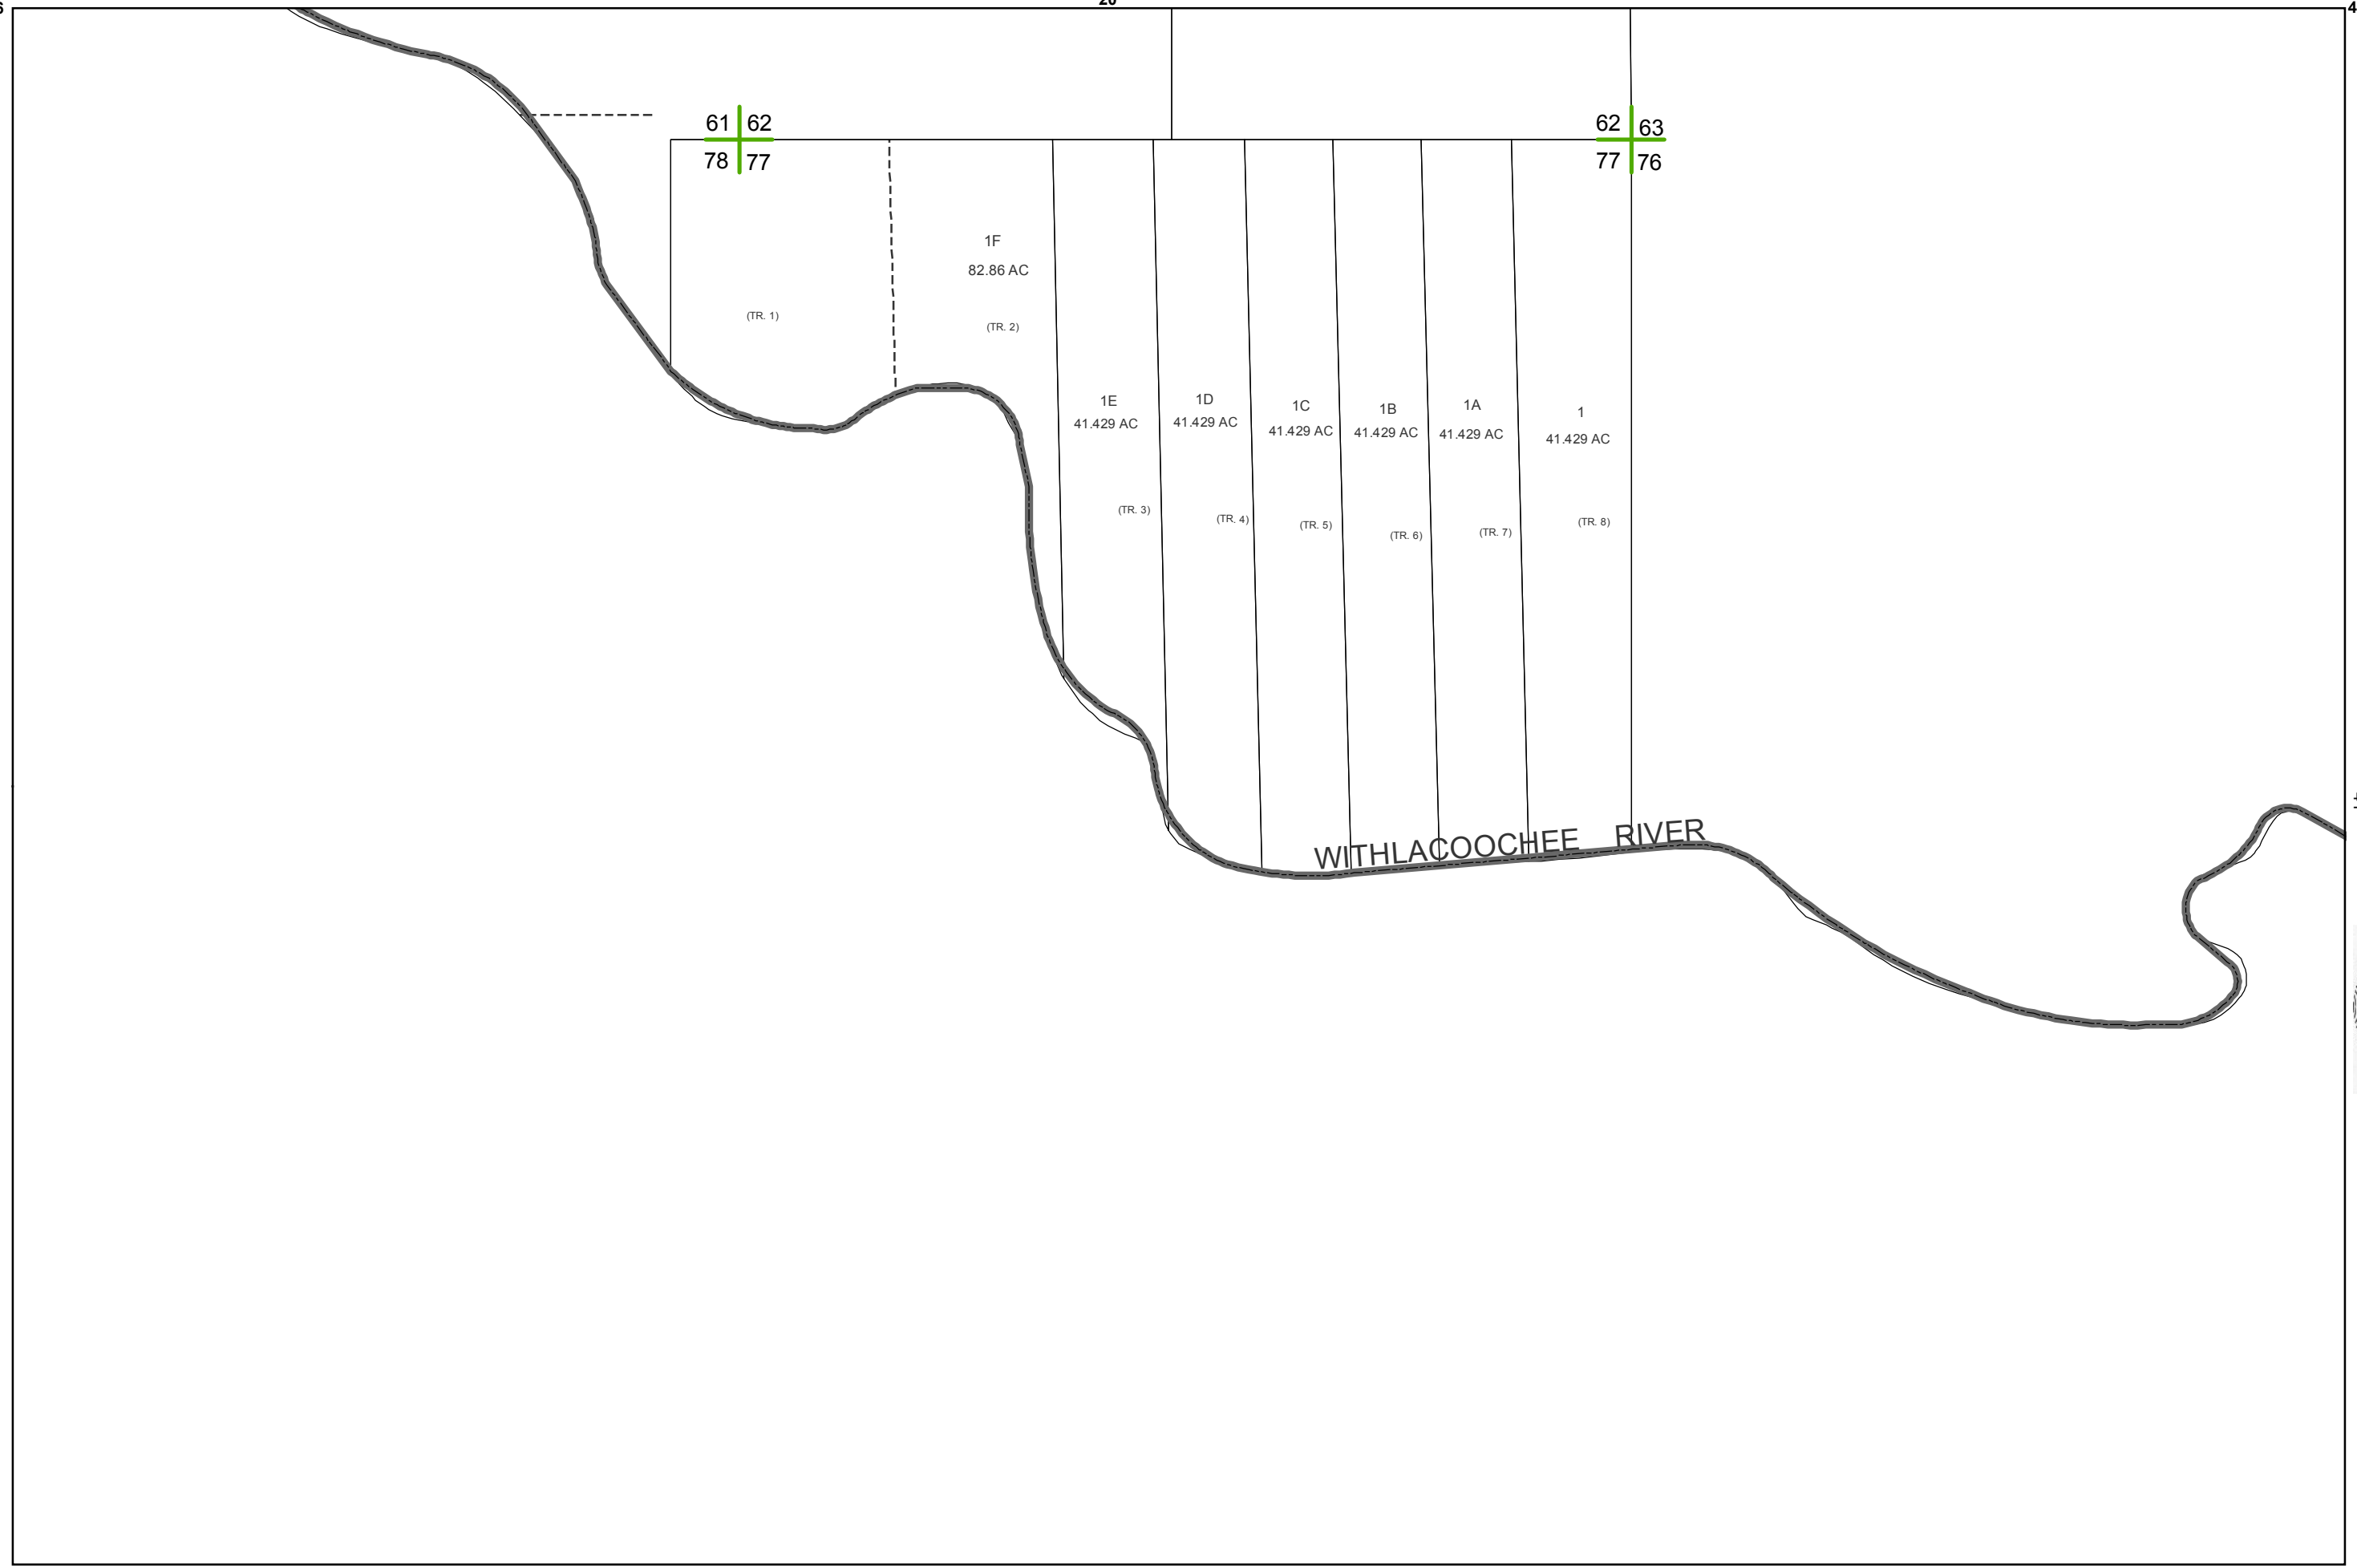 20
4
61 62
78 77
62 63
77 76
1F
82.86 AC
(TR. 1)
(TR. 2)
1E
41.429 AC
1D
41.429 AC
1C
41.429 AC
1B
41.429 AC
1A
41.429 AC
1
41.429 AC
(TR. 3)
(TR. 4)
(TR. 5)
(TR. 6)
(TR. 7)
(TR. 8)
WITHLACOOCHEE RIVER